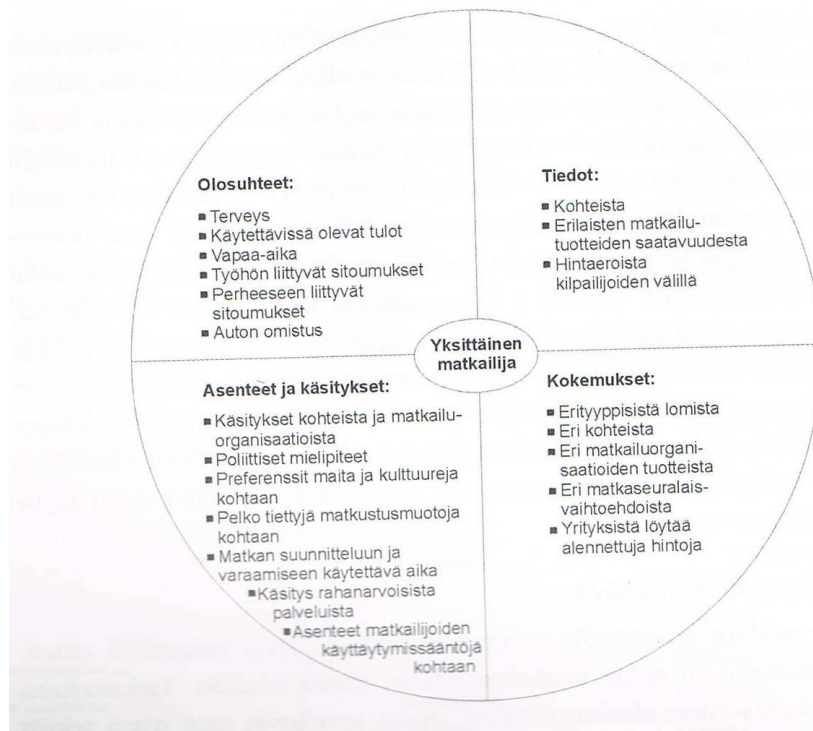 Olosuhteet:
▪ Terveys
▪ Käytettävissä olevat tulot
▪ Vapaa-aika
▪ Työhön liittyvät sitoumukset
▪ Perheeseen liittyvät
sitoumukset
▪ Auton omistus
Tiedot:
▪ Kohteista
▪ Erilaisten matkailu-
tuotteiden saatavuudesta
▪ Hintaeroista
kilpailijoiden välillä
Yksittäinen
matkailija
Asenteet ja käsitykset:
▪ Käsitykset kohteista ja matkailu-
organisaatioista
▪ Poliittiset mielipiteet
▪ Preferenssit maita ja kulttuureja
kohtaan
▪ Pelko tiettyjä matkustusmuotoja
kohtaan
▪ Matkan suunnitteluun ja
varaamiseen käytettävä aika
▪ Käsitys rahanarvoisista
palveluista
▪ Asenteet matkailijoiden
käyttäytymissääntöjä
kohtaan
Kokemukset:
▪ Erityyppisistä lomista
▪ Eri kohteista
▪ Eri matkailuorgani-
saatioiden tuotteista
▪ Eri matkaseuralais-
vaihtoehdoista
▪ Yrityksistä löytää
alennettuja hintoja